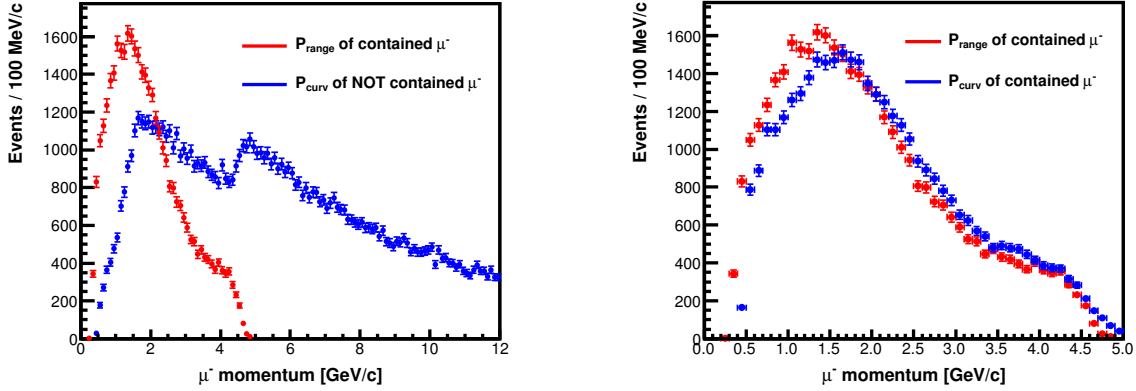 Events / 100 MeV/c
1600
1400
1200
1000
800
600
400
200
0
P_range of contained μ⁻
P_curv of NOT contained μ⁻
0 2 4 6 8 10 12
μ⁻ momentum [GeV/c]
Events / 100 MeV/c
1600
1400
1200
1000
800
600
400
200
0
P_range of contained μ⁻
P_curv of contained μ⁻
0.0 0.5 1.0 1.5 2.0 2.5 3.0 3.5 4.0 4.5 5.0
μ⁻ momentum [GeV/c]